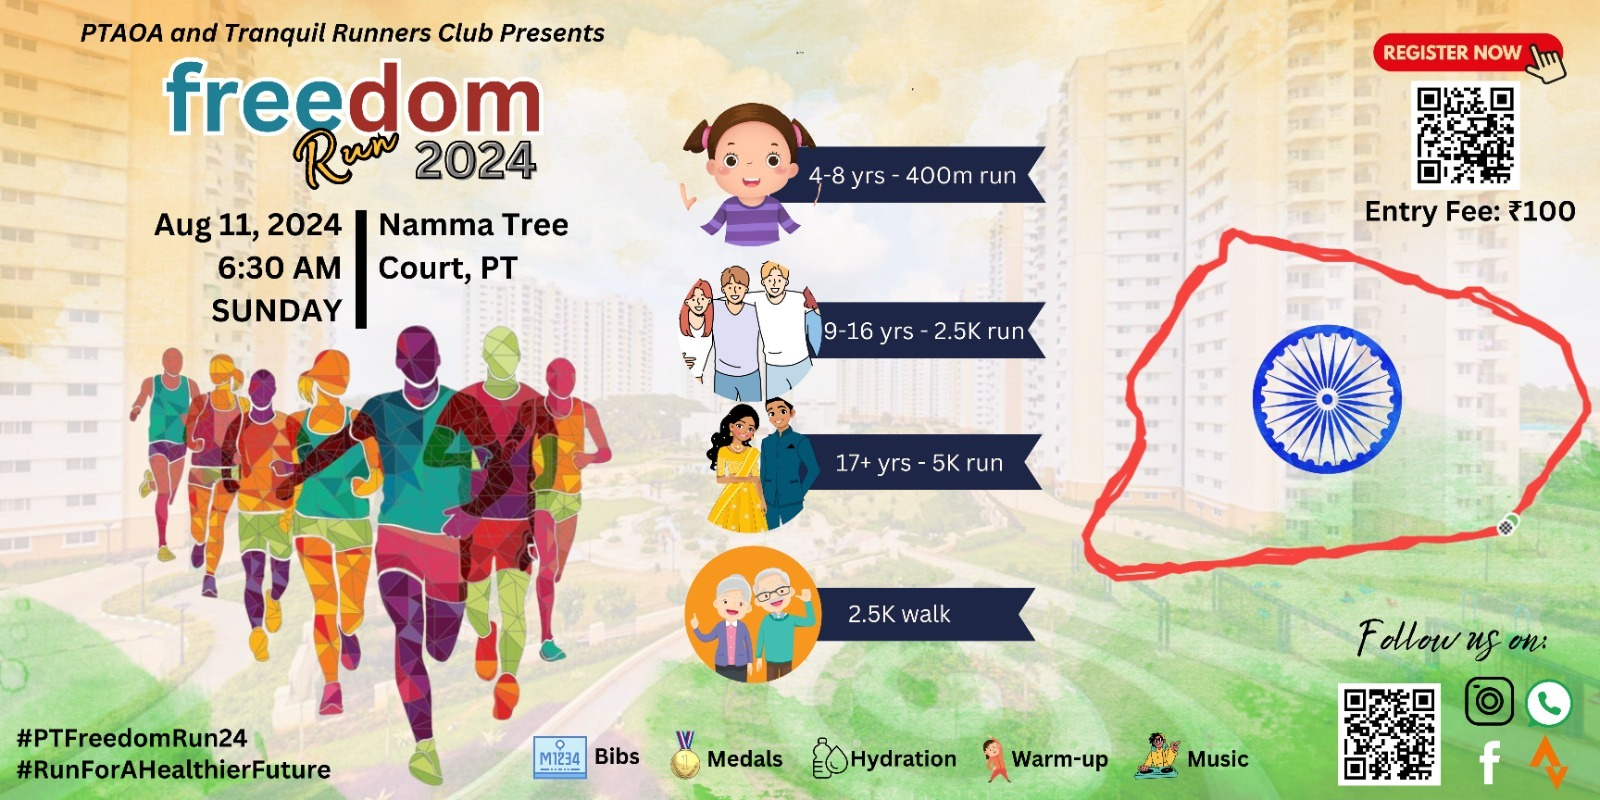 PTAOA and Tranquil Runners Club Presents
freedom
Run 2024
Aug 11, 2024
6:30 AM
SUNDAY
Namma Tree
Court, PT
4-8 yrs - 400m run
9-16 yrs - 2.5K run
17+ yrs - 5K run
2.5K walk
REGISTER NOW
Entry Fee: ₹100
Follow us on:
#PTFreedomRun24
#RunForAHealthierFuture
M1234
Bibs
1
Medals
Hydration
Warm-up
Music